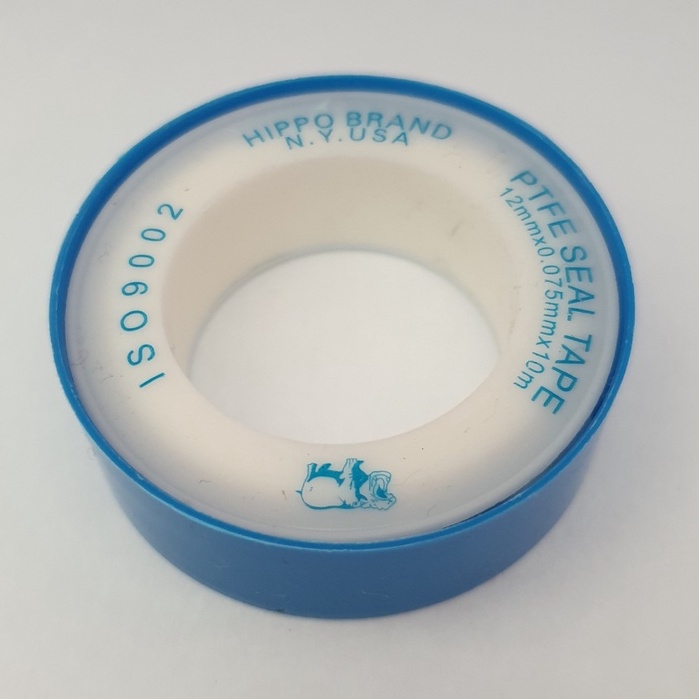 HIPPO BRAND
N.Y.USA
PTFE SEAL TAPE
12mmx0.075mmx10m
ISO9002